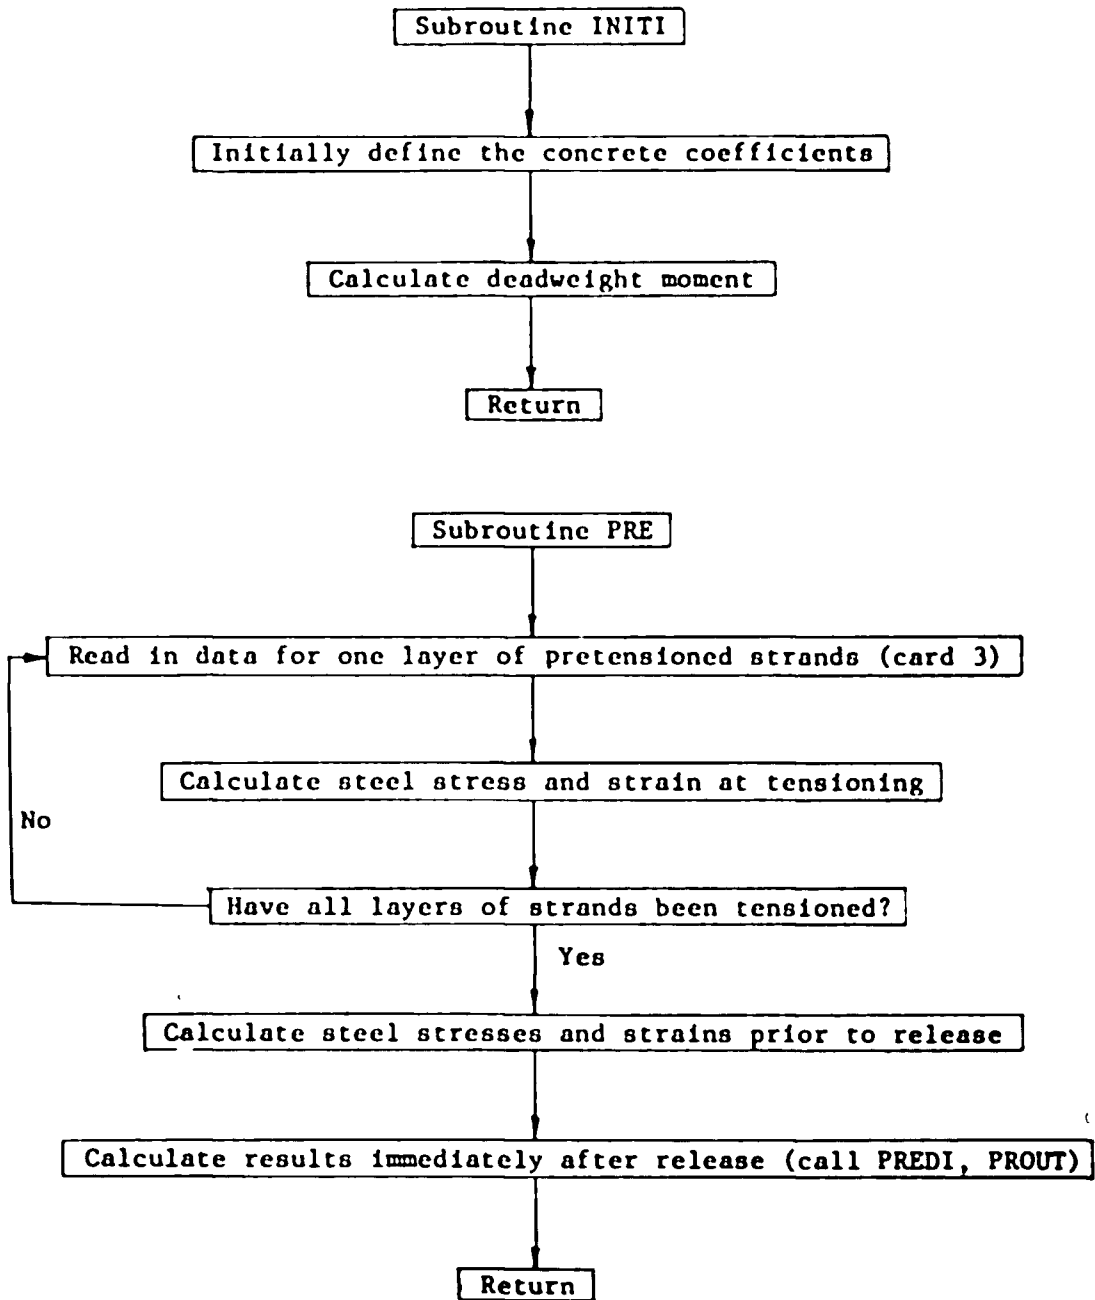 Subroutine INITI
Initially define the concrete coefficients
Calculate deadweight moment
Return
Subroutine PRE
Read in data for one layer of pretensioned strands (card 3)
Calculate steel stress and strain at tensioning
No
Have all layers of strands been tensioned?
Yes
Calculate steel stresses and strains prior to release
Calculate results immediately after release (call PREDI, PROUT)
Return